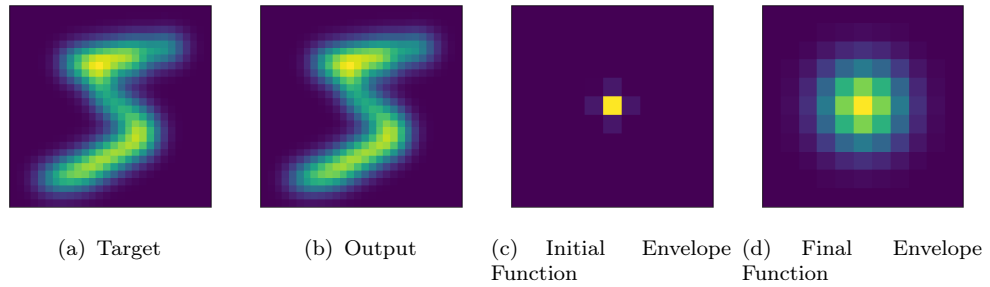 (a) Target
(b) Output
(c) Initial Envelope
Function
(d) Final Envelope
Function